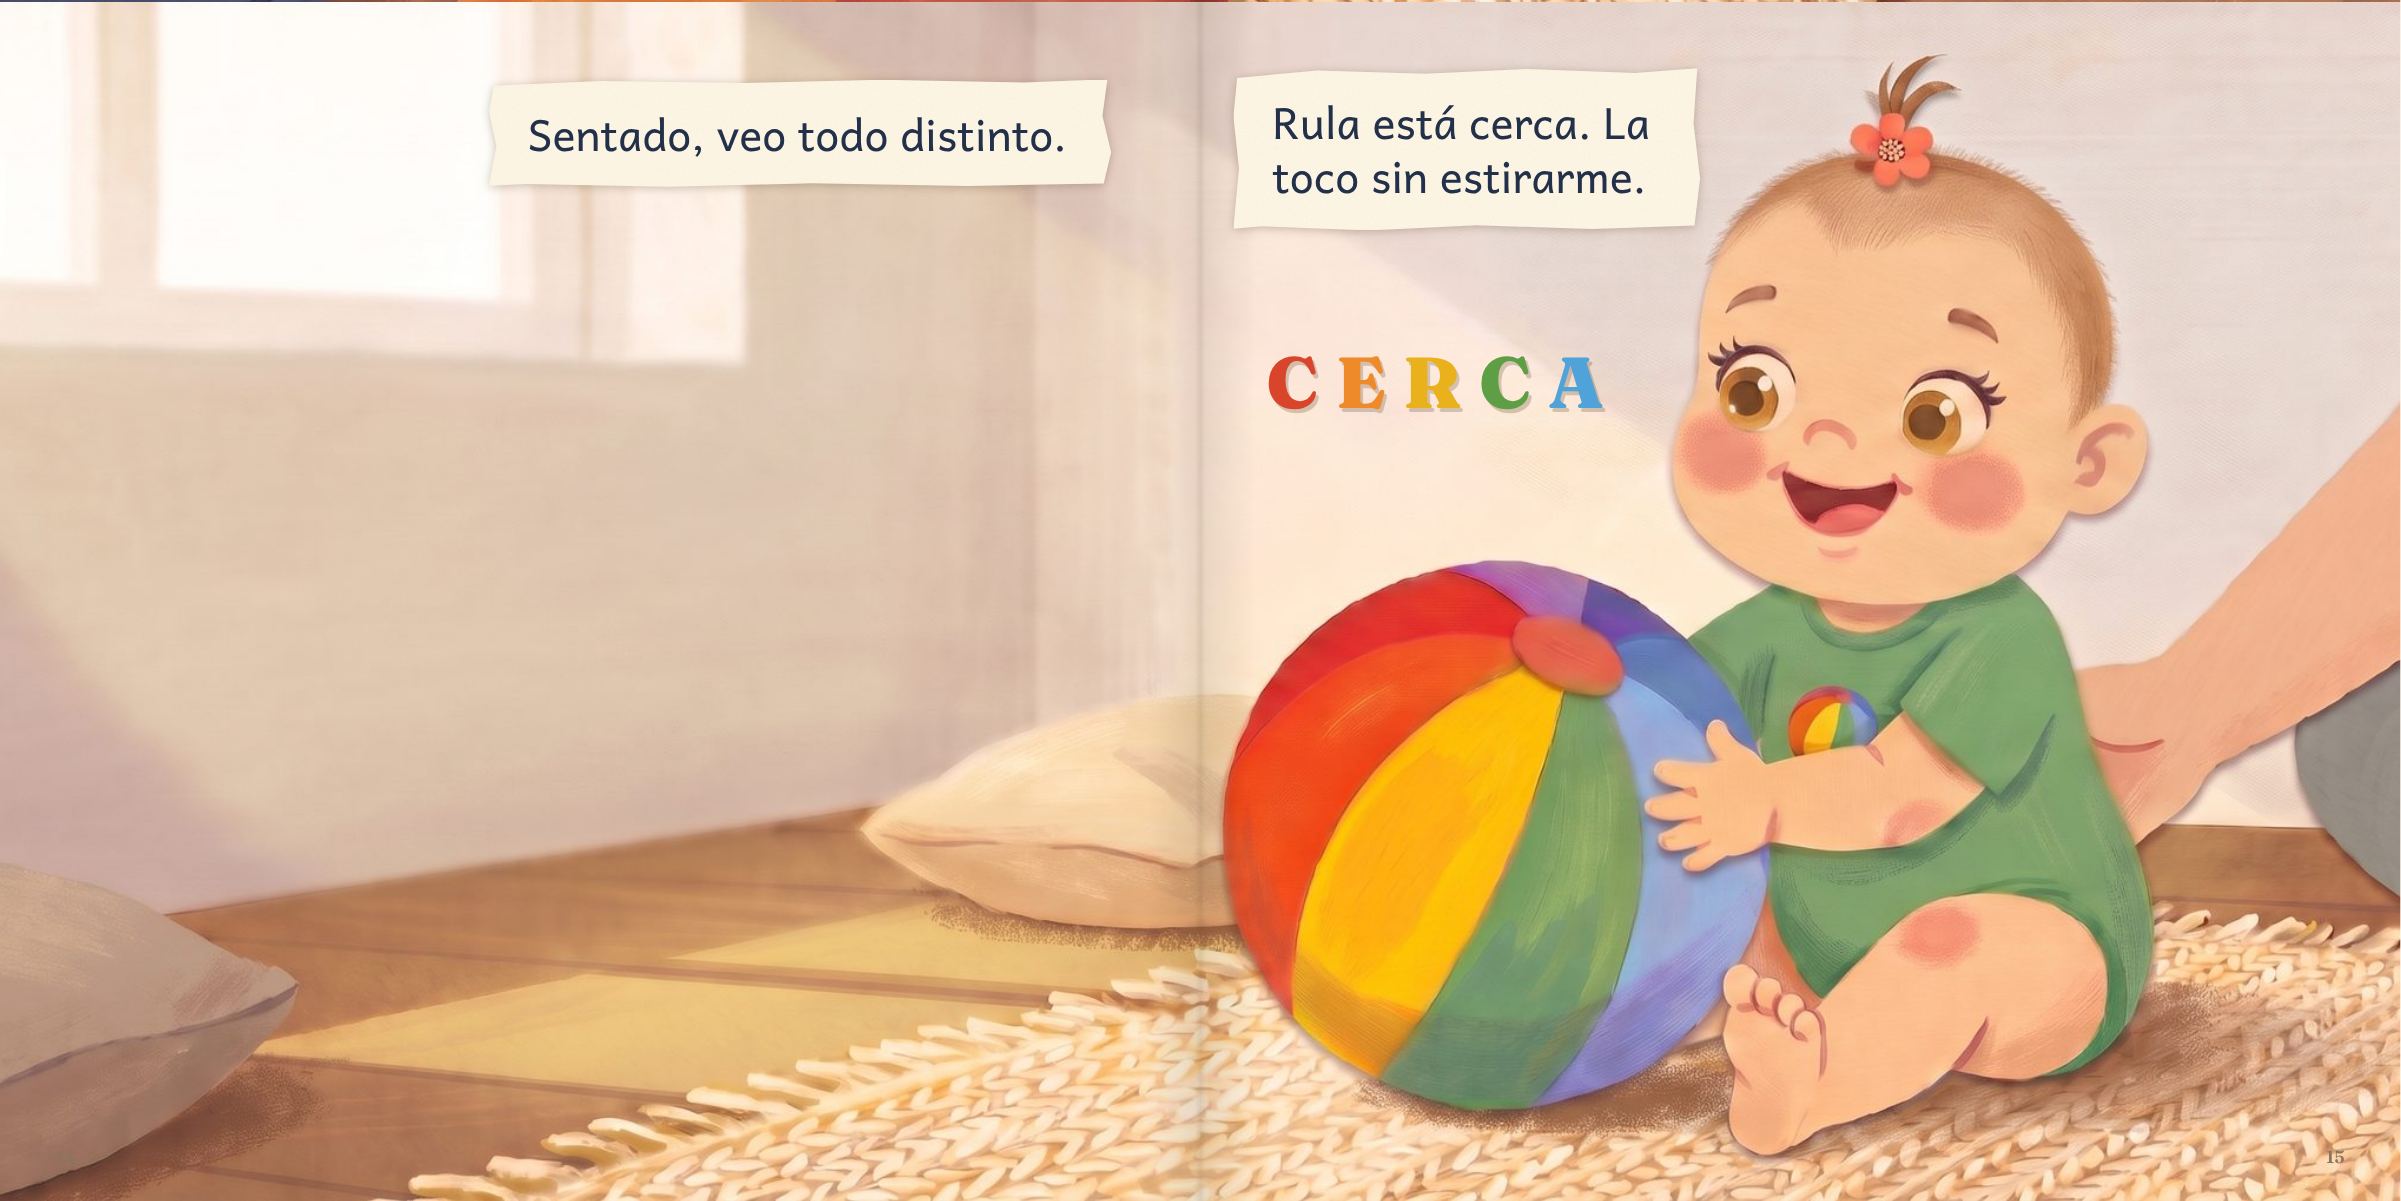 Sentado, veo todo distinto.
Rula está cerca. La
toco sin estirarme.
CERCA
15